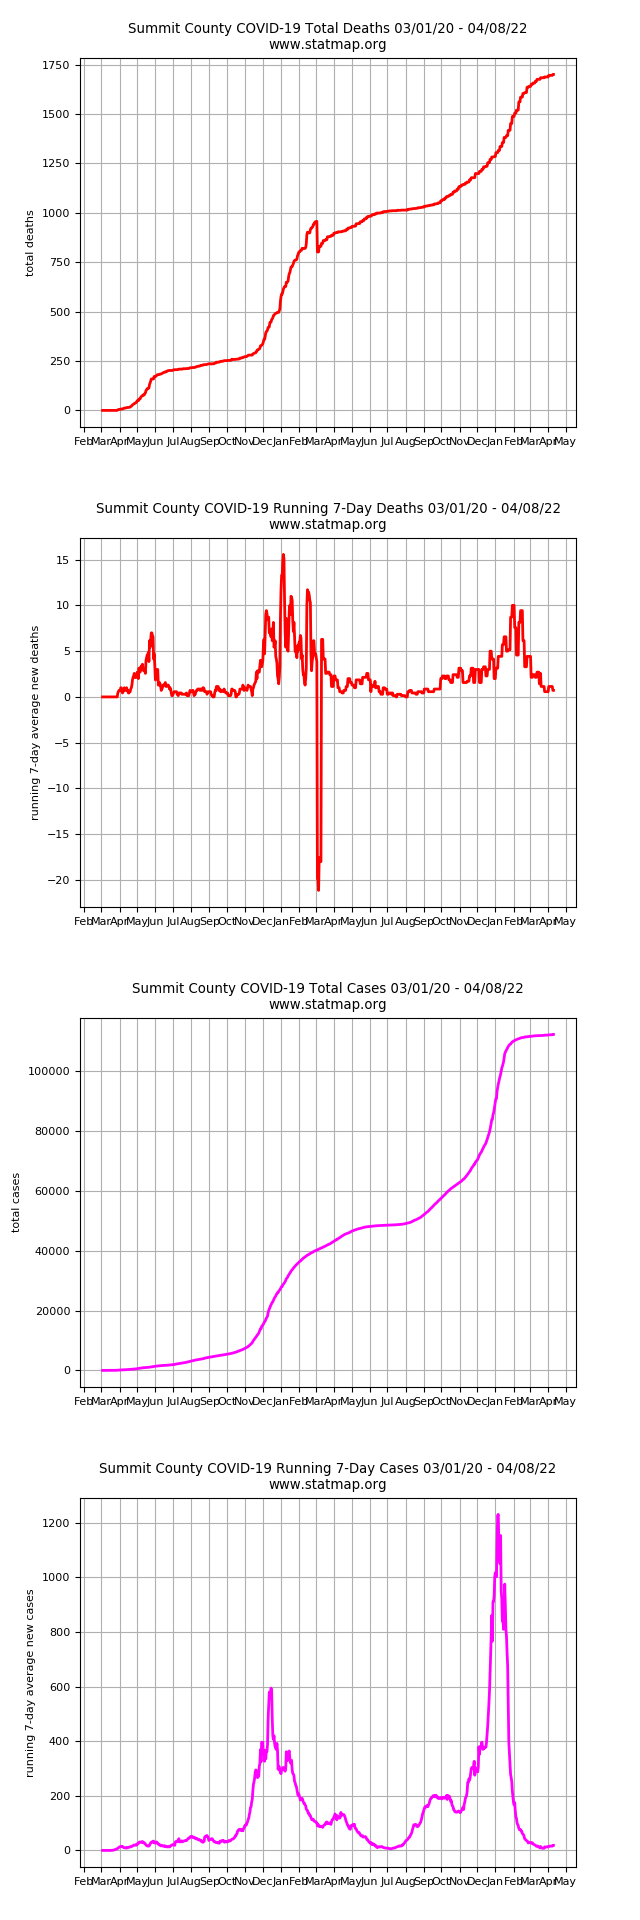 Summit County COVID-19 Total Deaths 03/01/20 - 04/08/22
www.statmap.org
1750
1500
1250
1000
750
500
250
0
total deaths
Feb Mar Apr May Jun Jul Aug Sep Oct Nov Dec Jan Feb Mar Apr May Jun Jul Aug Sep Oct Nov Dec Jan Feb Mar Apr May
Summit County COVID-19 Running 7-Day Deaths 03/01/20 - 04/08/22
www.statmap.org
15
10
5
0
−5
−10
−15
−20
running 7-day average new deaths
Feb Mar Apr May Jun Jul Aug Sep Oct Nov Dec Jan Feb Mar Apr May Jun Jul Aug Sep Oct Nov Dec Jan Feb Mar Apr May
Summit County COVID-19 Total Cases 03/01/20 - 04/08/22
www.statmap.org
100000
80000
60000
40000
20000
0
total cases
Feb Mar Apr May Jun Jul Aug Sep Oct Nov Dec Jan Feb Mar Apr May Jun Jul Aug Sep Oct Nov Dec Jan Feb Mar Apr May
Summit County COVID-19 Running 7-Day Cases 03/01/20 - 04/08/22
www.statmap.org
1200
1000
800
600
400
200
0
running 7-day average new cases
Feb Mar Apr May Jun Jul Aug Sep Oct Nov Dec Jan Feb Mar Apr May Jun Jul Aug Sep Oct Nov Dec Jan Feb Mar Apr May